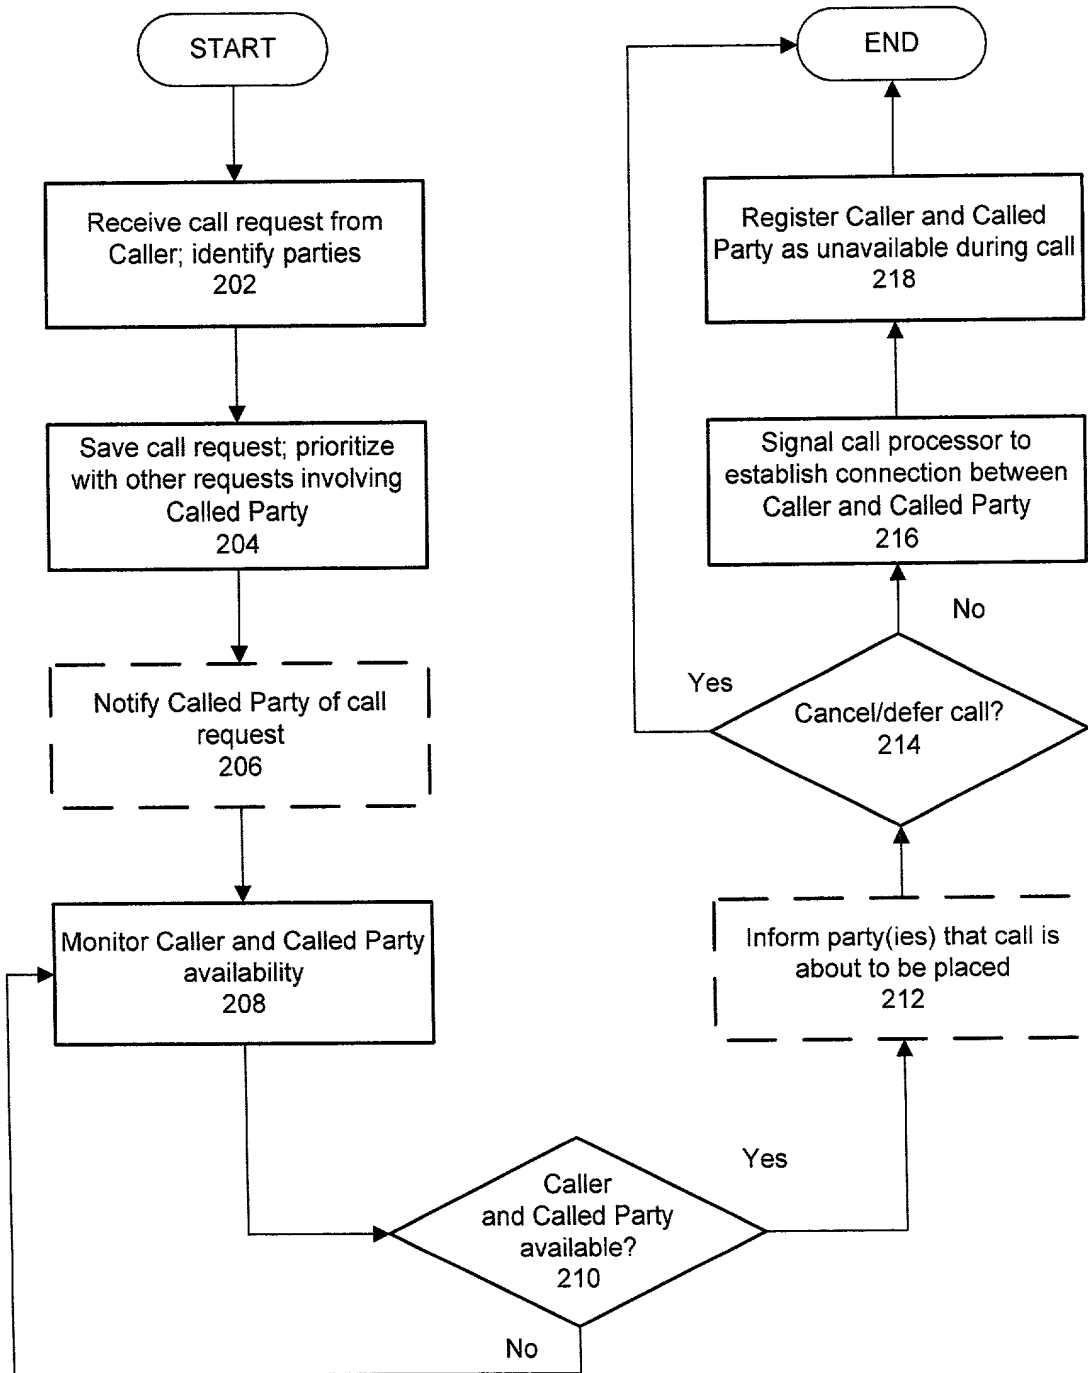 START
Receive call request from
Caller; identify parties
202
Save call request; prioritize
with other requests involving
Called Party
204
Notify Called Party of call
request
206
Monitor Caller and Called Party
availability
208
Caller
and Called Party
available?
210
No
Yes
Inform party(ies) that call is
about to be placed
212
Cancel/defer call?
214
Yes
No
Signal call processor to
establish connection between
Caller and Called Party
216
Register Caller and Called
Party as unavailable during call
218
END